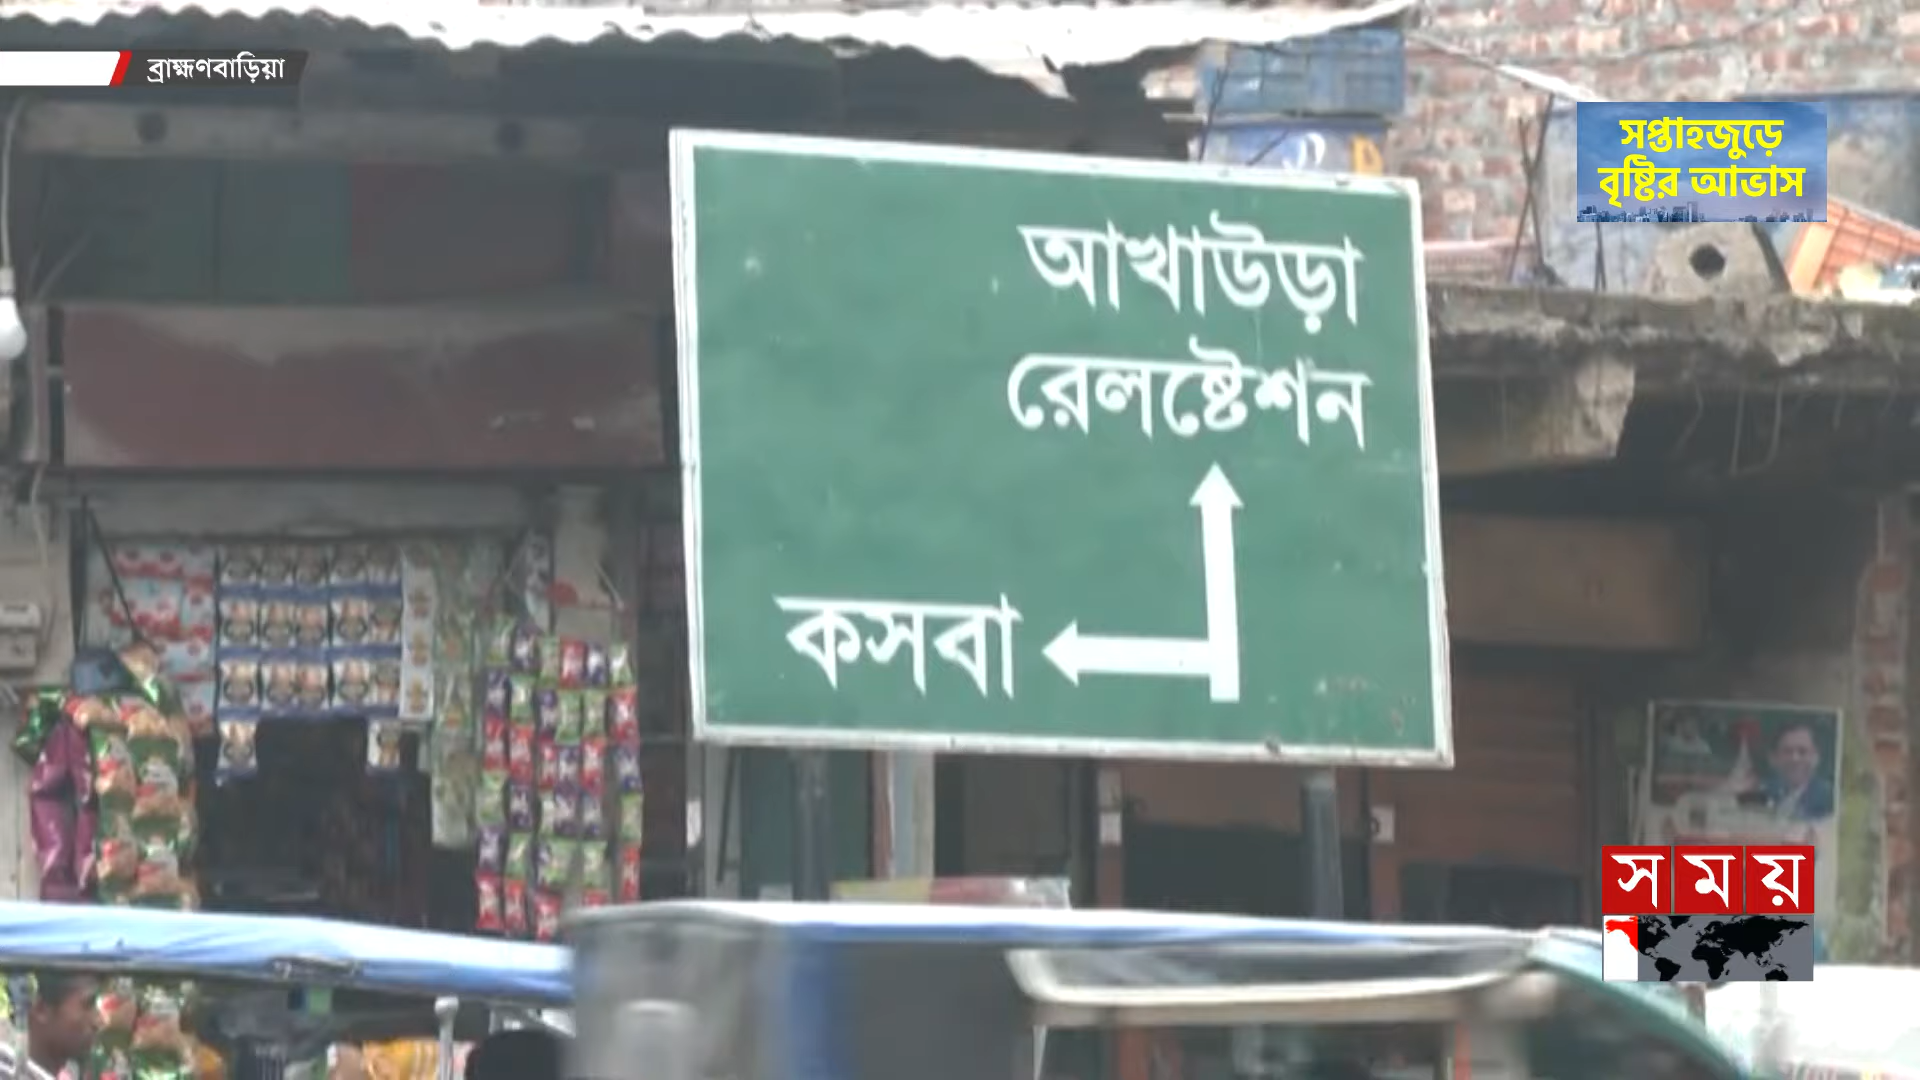 ব্রাহ্মণবাড়িয়া
সপ্তাহজুড়ে
বৃষ্টির আভাস
আখাউড়া
রেলষ্টেশন
কসবা
সময়